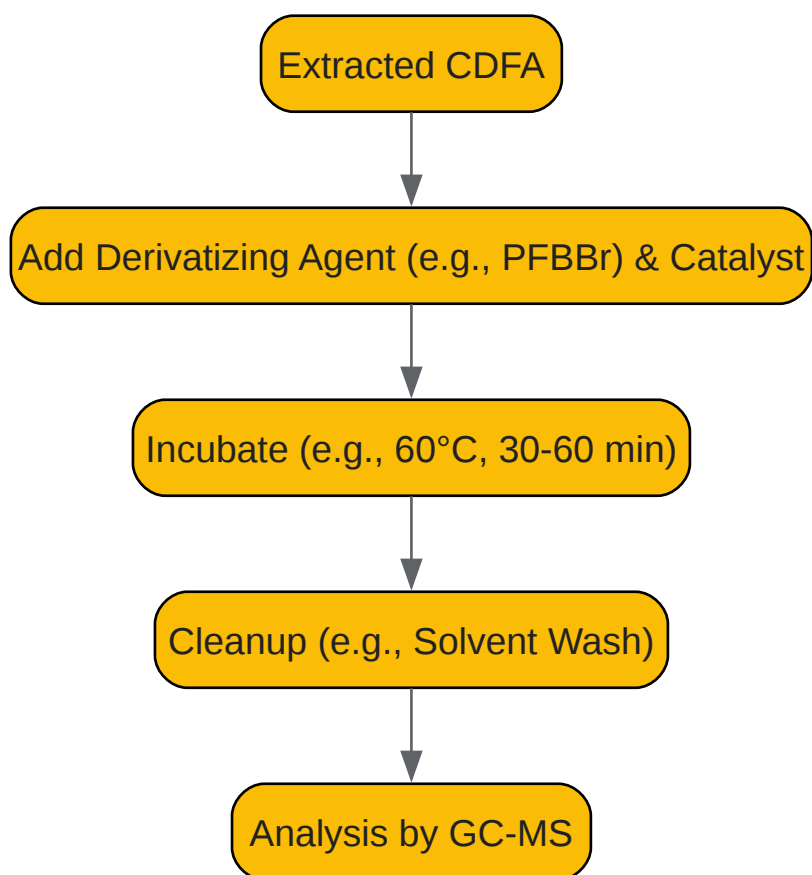 Extracted CDFA
Add Derivatizing Agent (e.g., PFBBr) & Catalyst
Incubate (e.g., 60°C, 30-60 min)
Cleanup (e.g., Solvent Wash)
Analysis by GC-MS